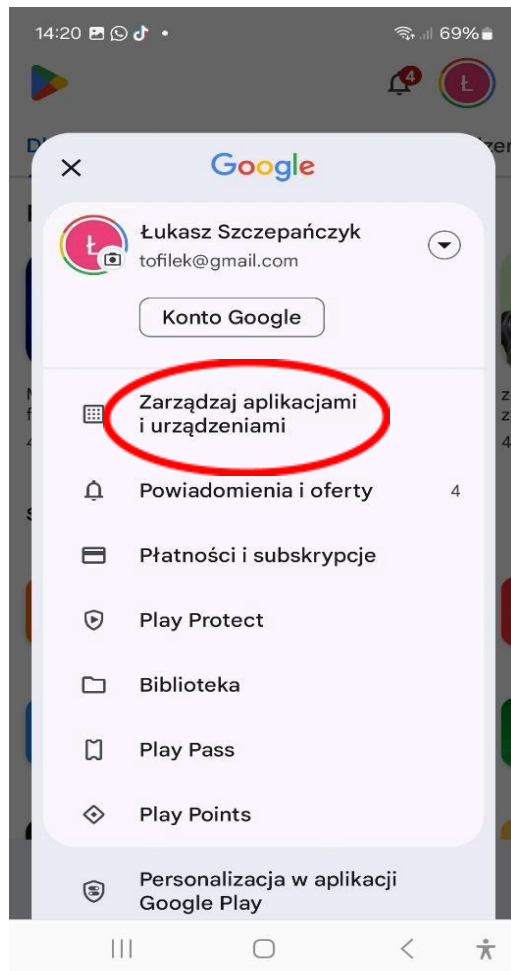 14:20
69%
4
Ł
Google
Ł
Łukasz Szczepańczyk
tofilek@gmail.com
Konto Google
Zarządzaj aplikacjami
i urządzeniami
Powiadomienia i oferty 4
Płatności i subskrypcje
Play Protect
Biblioteka
Play Pass
Play Points
Personalizacja w aplikacji
Google Play